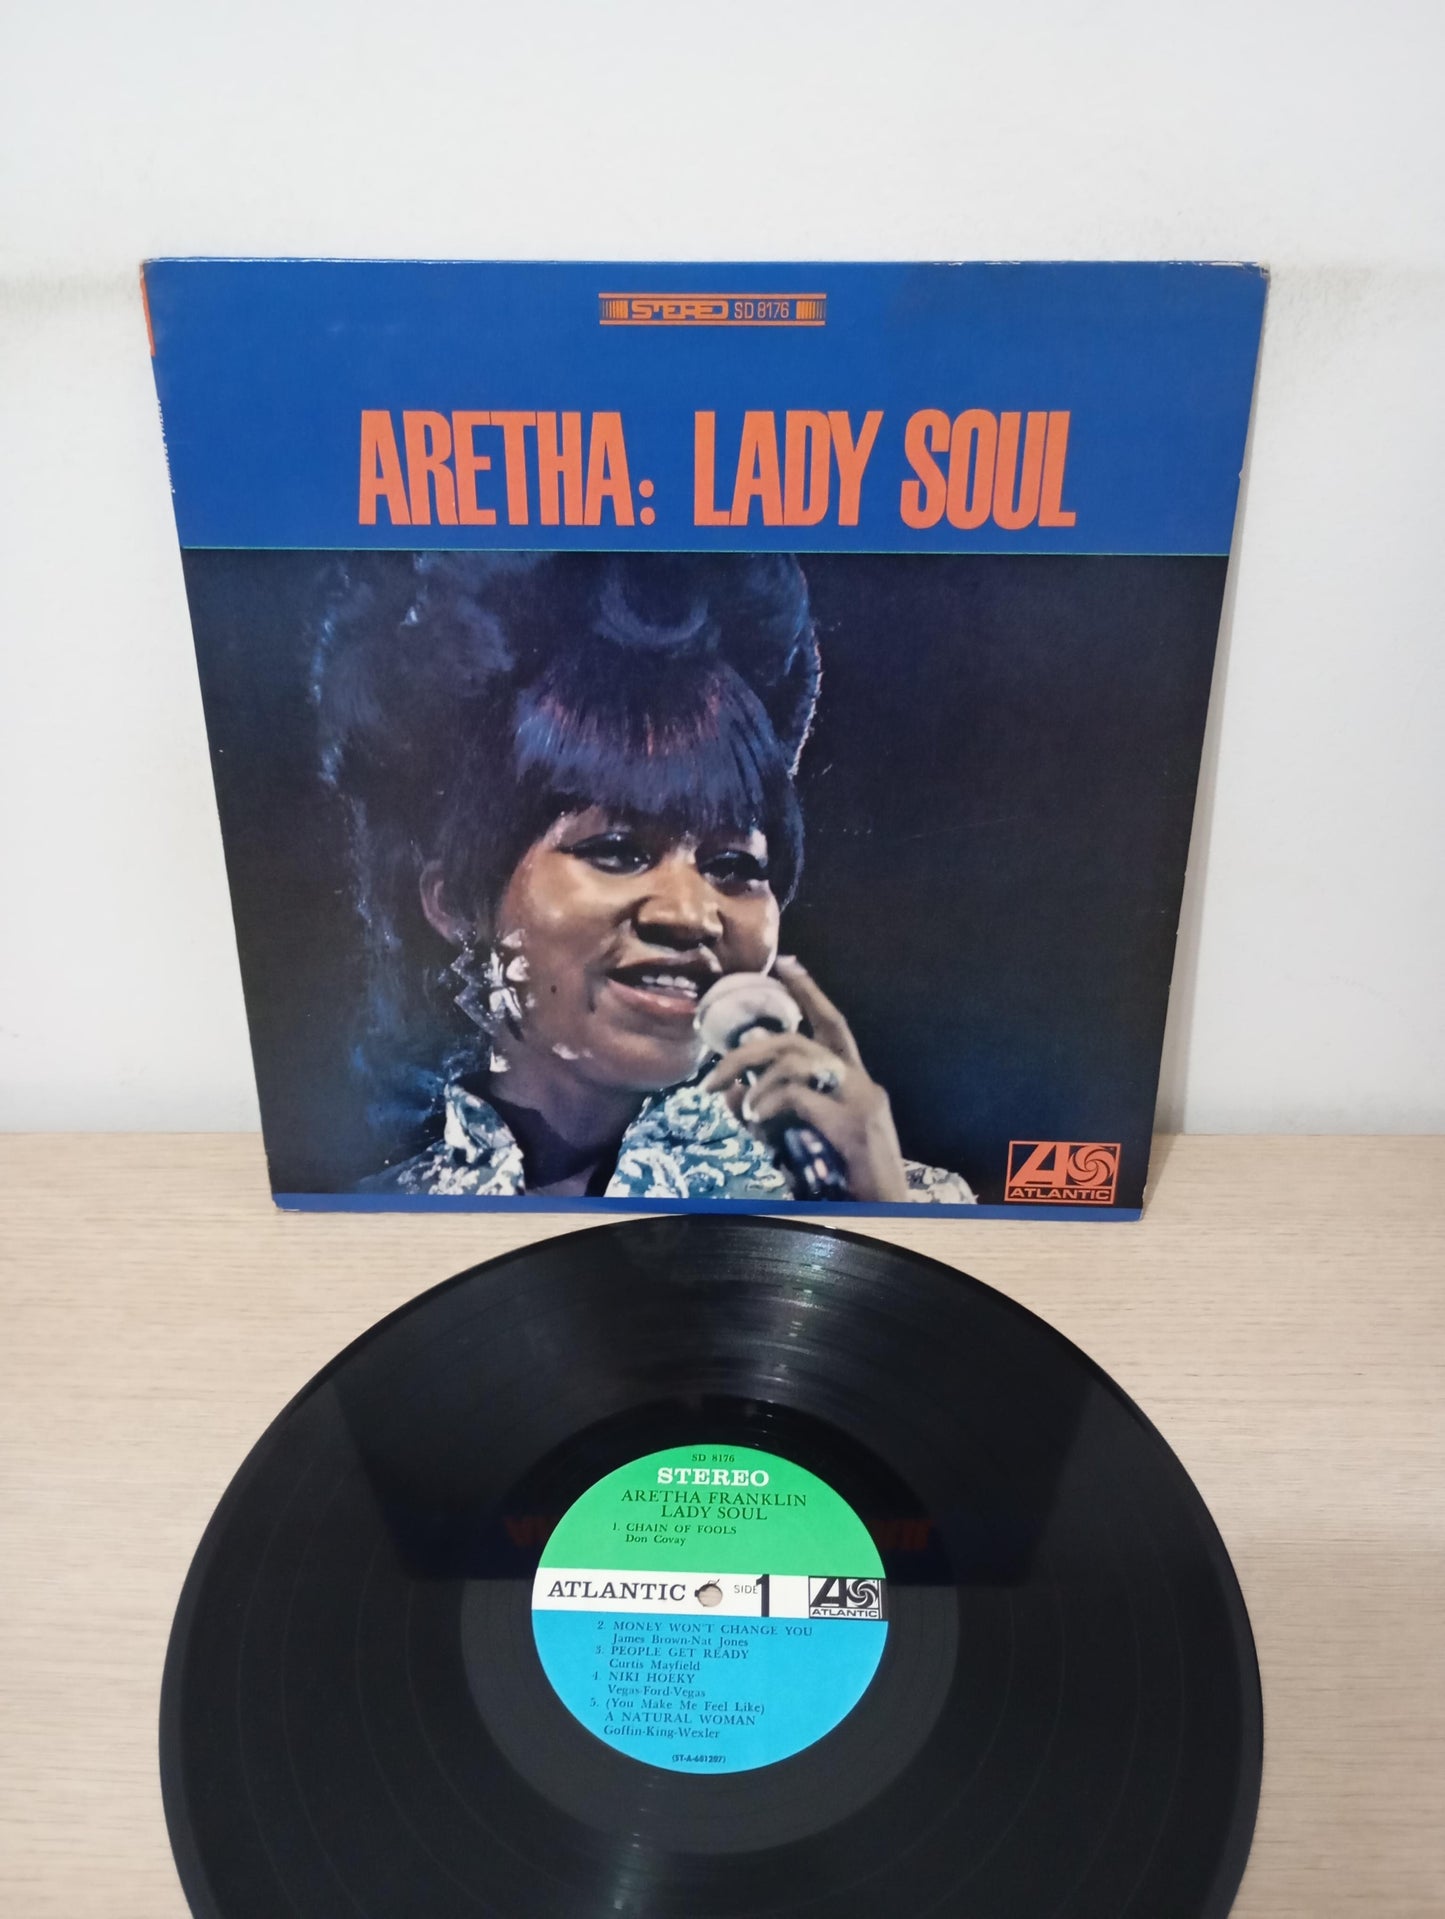 STEREO SD 8176
ARETHA: LADY SOUL
ATLANTIC
SD 8176
STEREO
ARETHA FRANKLIN
LADY SOUL
1. CHAIN OF FOOLS
Don Covay
ATLANTIC SIDE 1 ATLANTIC
2. MONEY WON'T CHANGE YOU
James Brown-Nat Jones
3. PEOPLE GET READY
Curtis Mayfield
4. NIKI HOEKY
Vegas-Ford-Vegas
5. (You Make Me Feel Like)
A NATURAL WOMAN
Goffin-King-Wexler
(ST-A-681207)